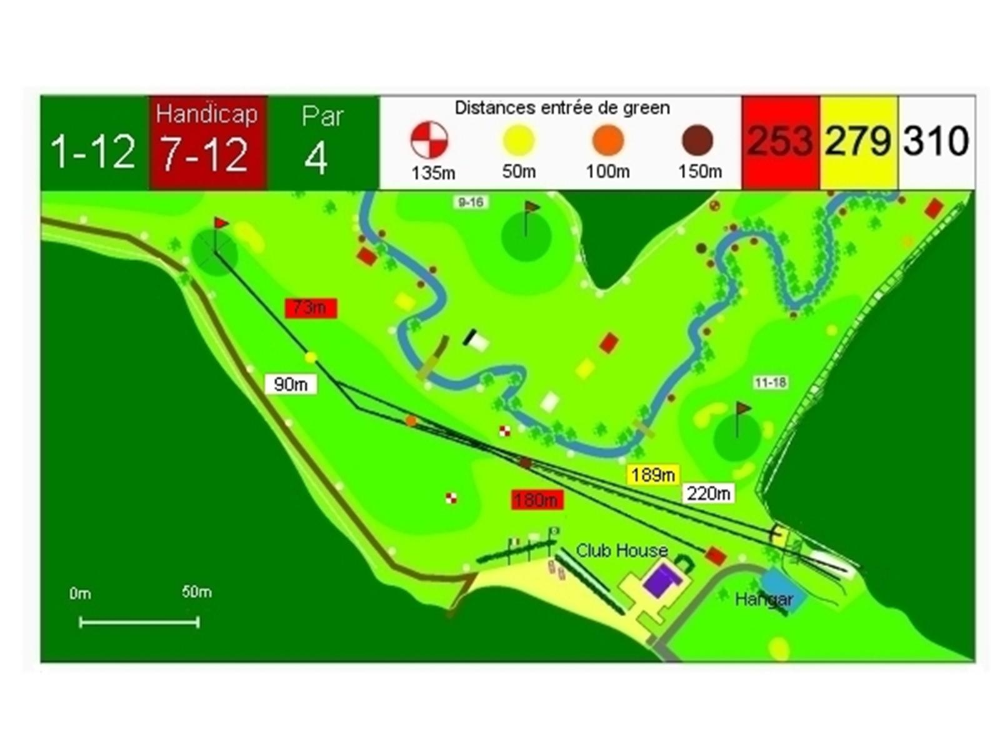 1-12
Handicap
7-12
Par
4
Distances entrée de green
135m
50m
100m
150m
253
279
310
9-16
73m
90m
11-18
189m
220m
180m
Club House
Hangar
0m
50m